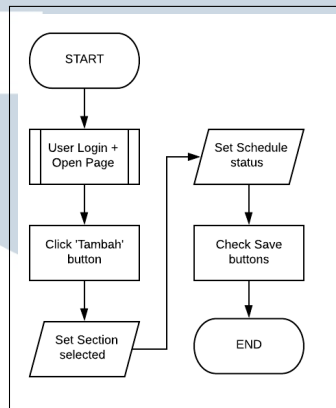 START
User Login +
Open Page
Click 'Tambah'
button
Set Section
selected
Set Schedule
status
Check Save
buttons
END